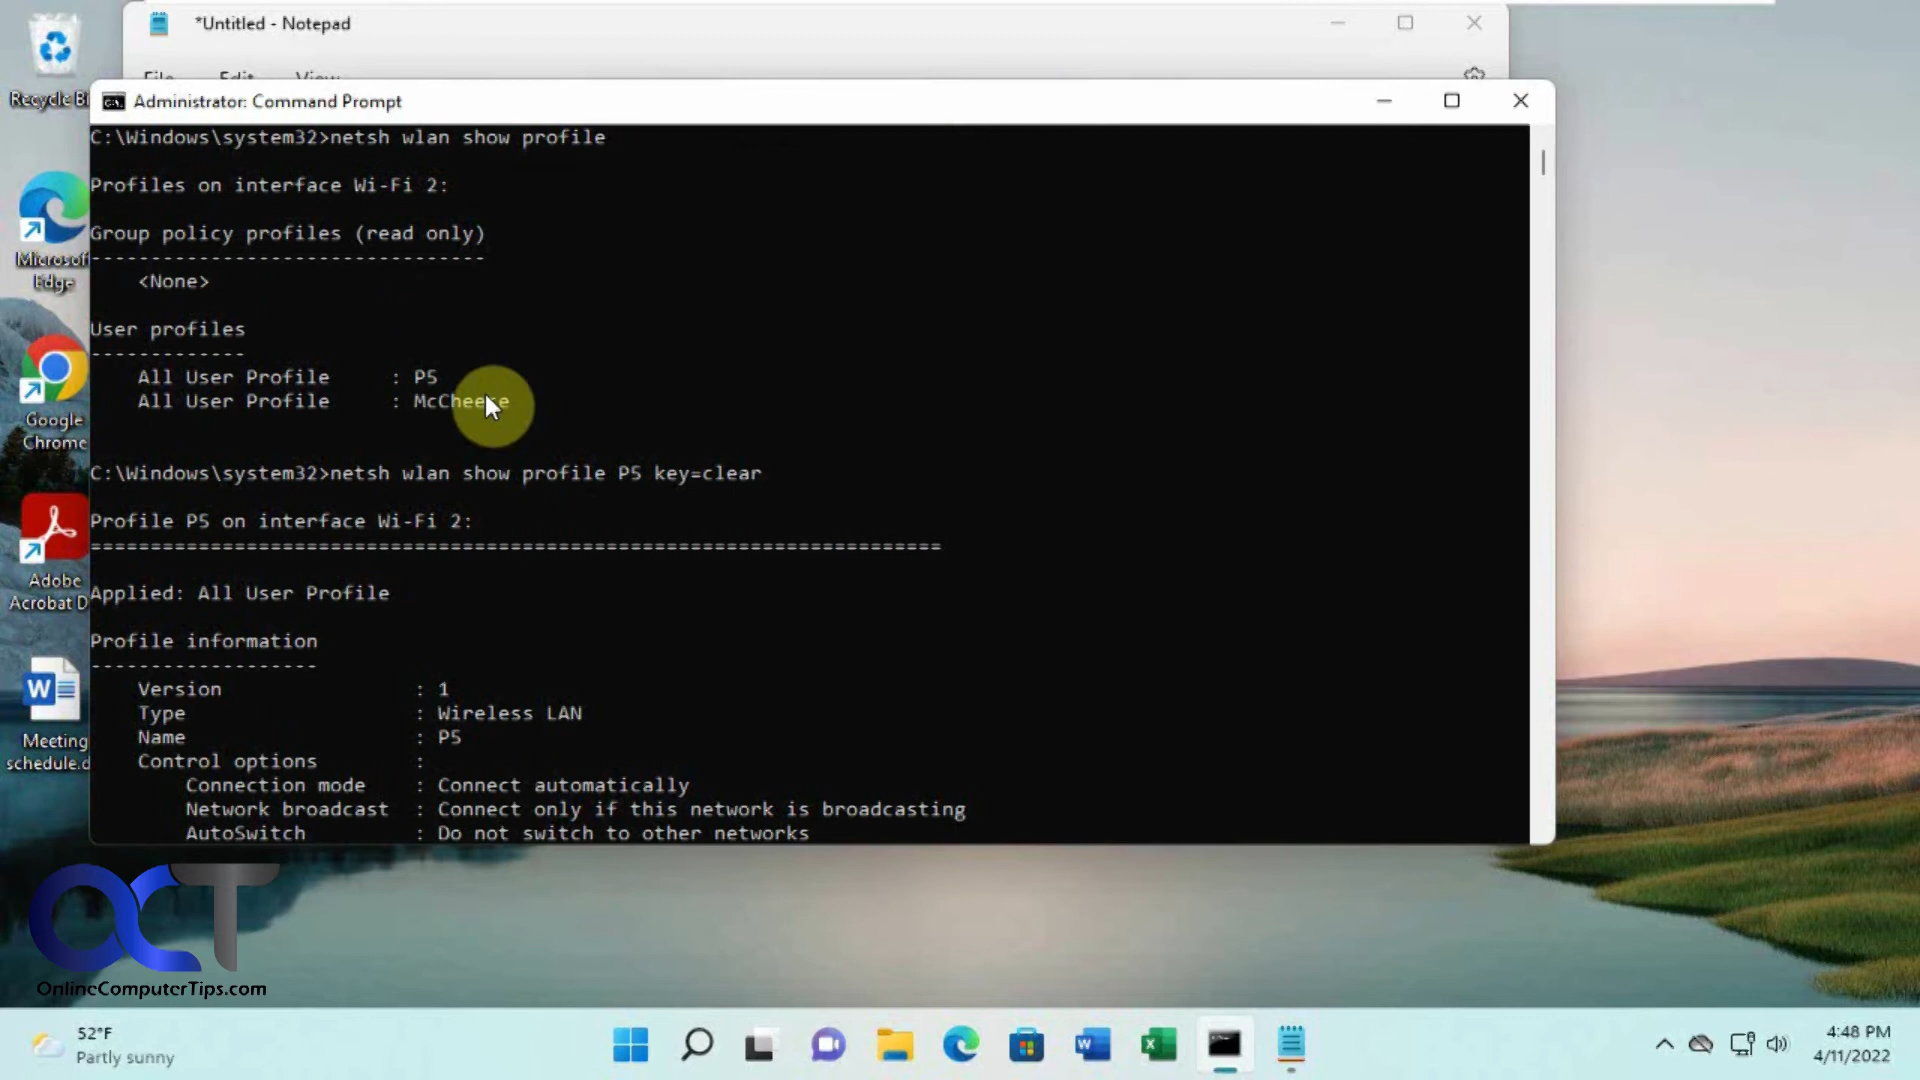 *Untitled - Notepad
File Edit View
Administrator: Command Prompt
C:\Windows\system32>netsh wlan show profile
Profiles on interface Wi-Fi 2:
Group policy profiles (read only)
---------------------------------
<None>
User profiles
-------------
All User Profile : P5
All User Profile : McCheese
C:\Windows\system32>netsh wlan show profile P5 key=clear
Profile P5 on interface Wi-Fi 2:
=======================================================================
Applied: All User Profile
Profile information
-------------------
Version : 1
Type : Wireless LAN
Name : P5
Control options :
Connection mode : Connect automatically
Network broadcast : Connect only if this network is broadcasting
AutoSwitch : Do not switch to other networks
Recycle Bi
Microsoft
Edge
Google
Chrome
Adobe
Acrobat D
Meeting
schedule.d
OCT
OnlineComputerTips.com
52°F
Partly sunny
4:48 PM
4/11/2022